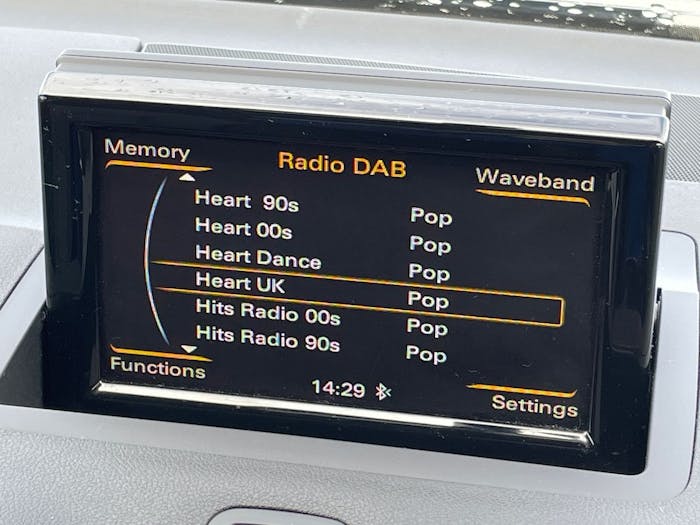 Memory
Radio DAB
Waveband
Heart 90s Pop
Heart 00s Pop
Heart Dance Pop
Heart UK Pop
Hits Radio 00s Pop
Hits Radio 90s Pop
Functions
14:29
Settings